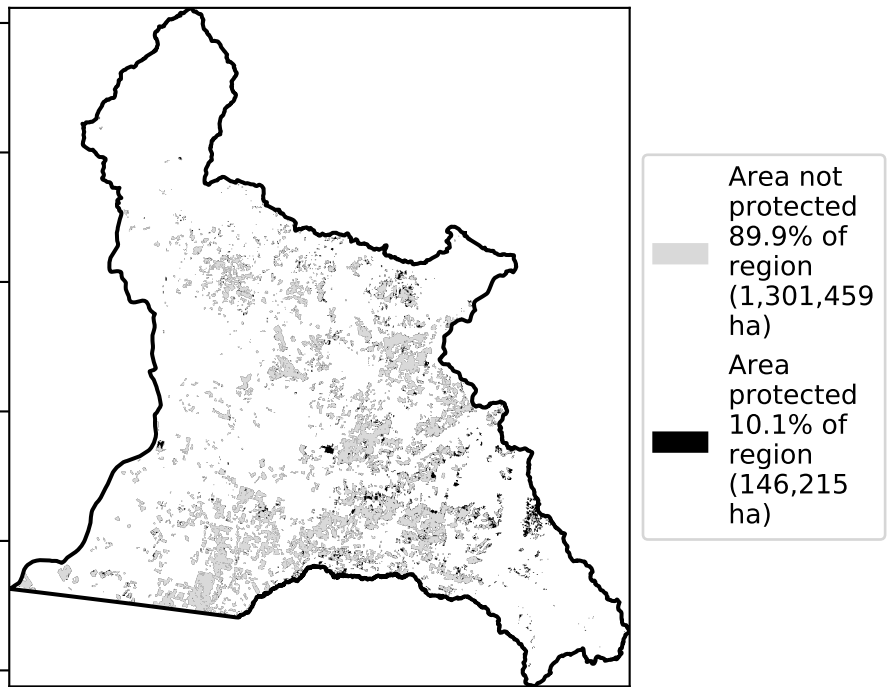 Area not
protected
89.9% of
region
(1,301,459
ha)
Area
protected
10.1% of
region
(146,215
ha)